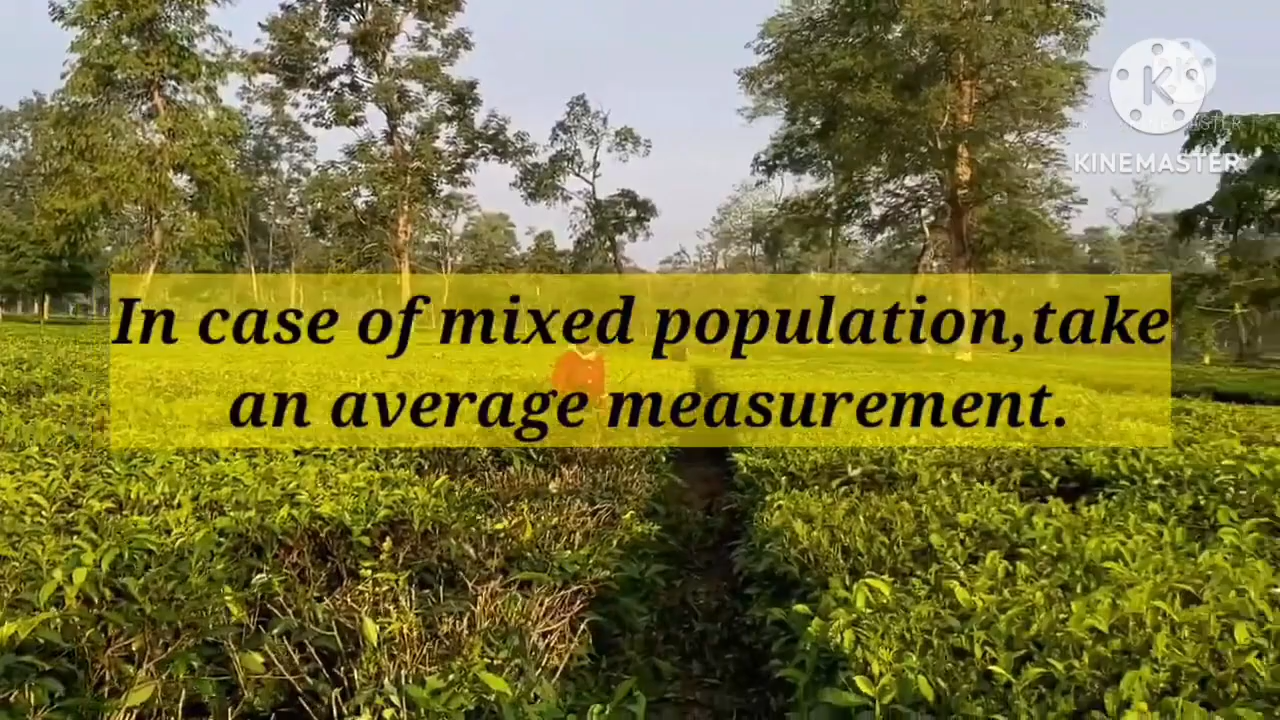 KINEMASTER
In case of mixed population,take
an average measurement.